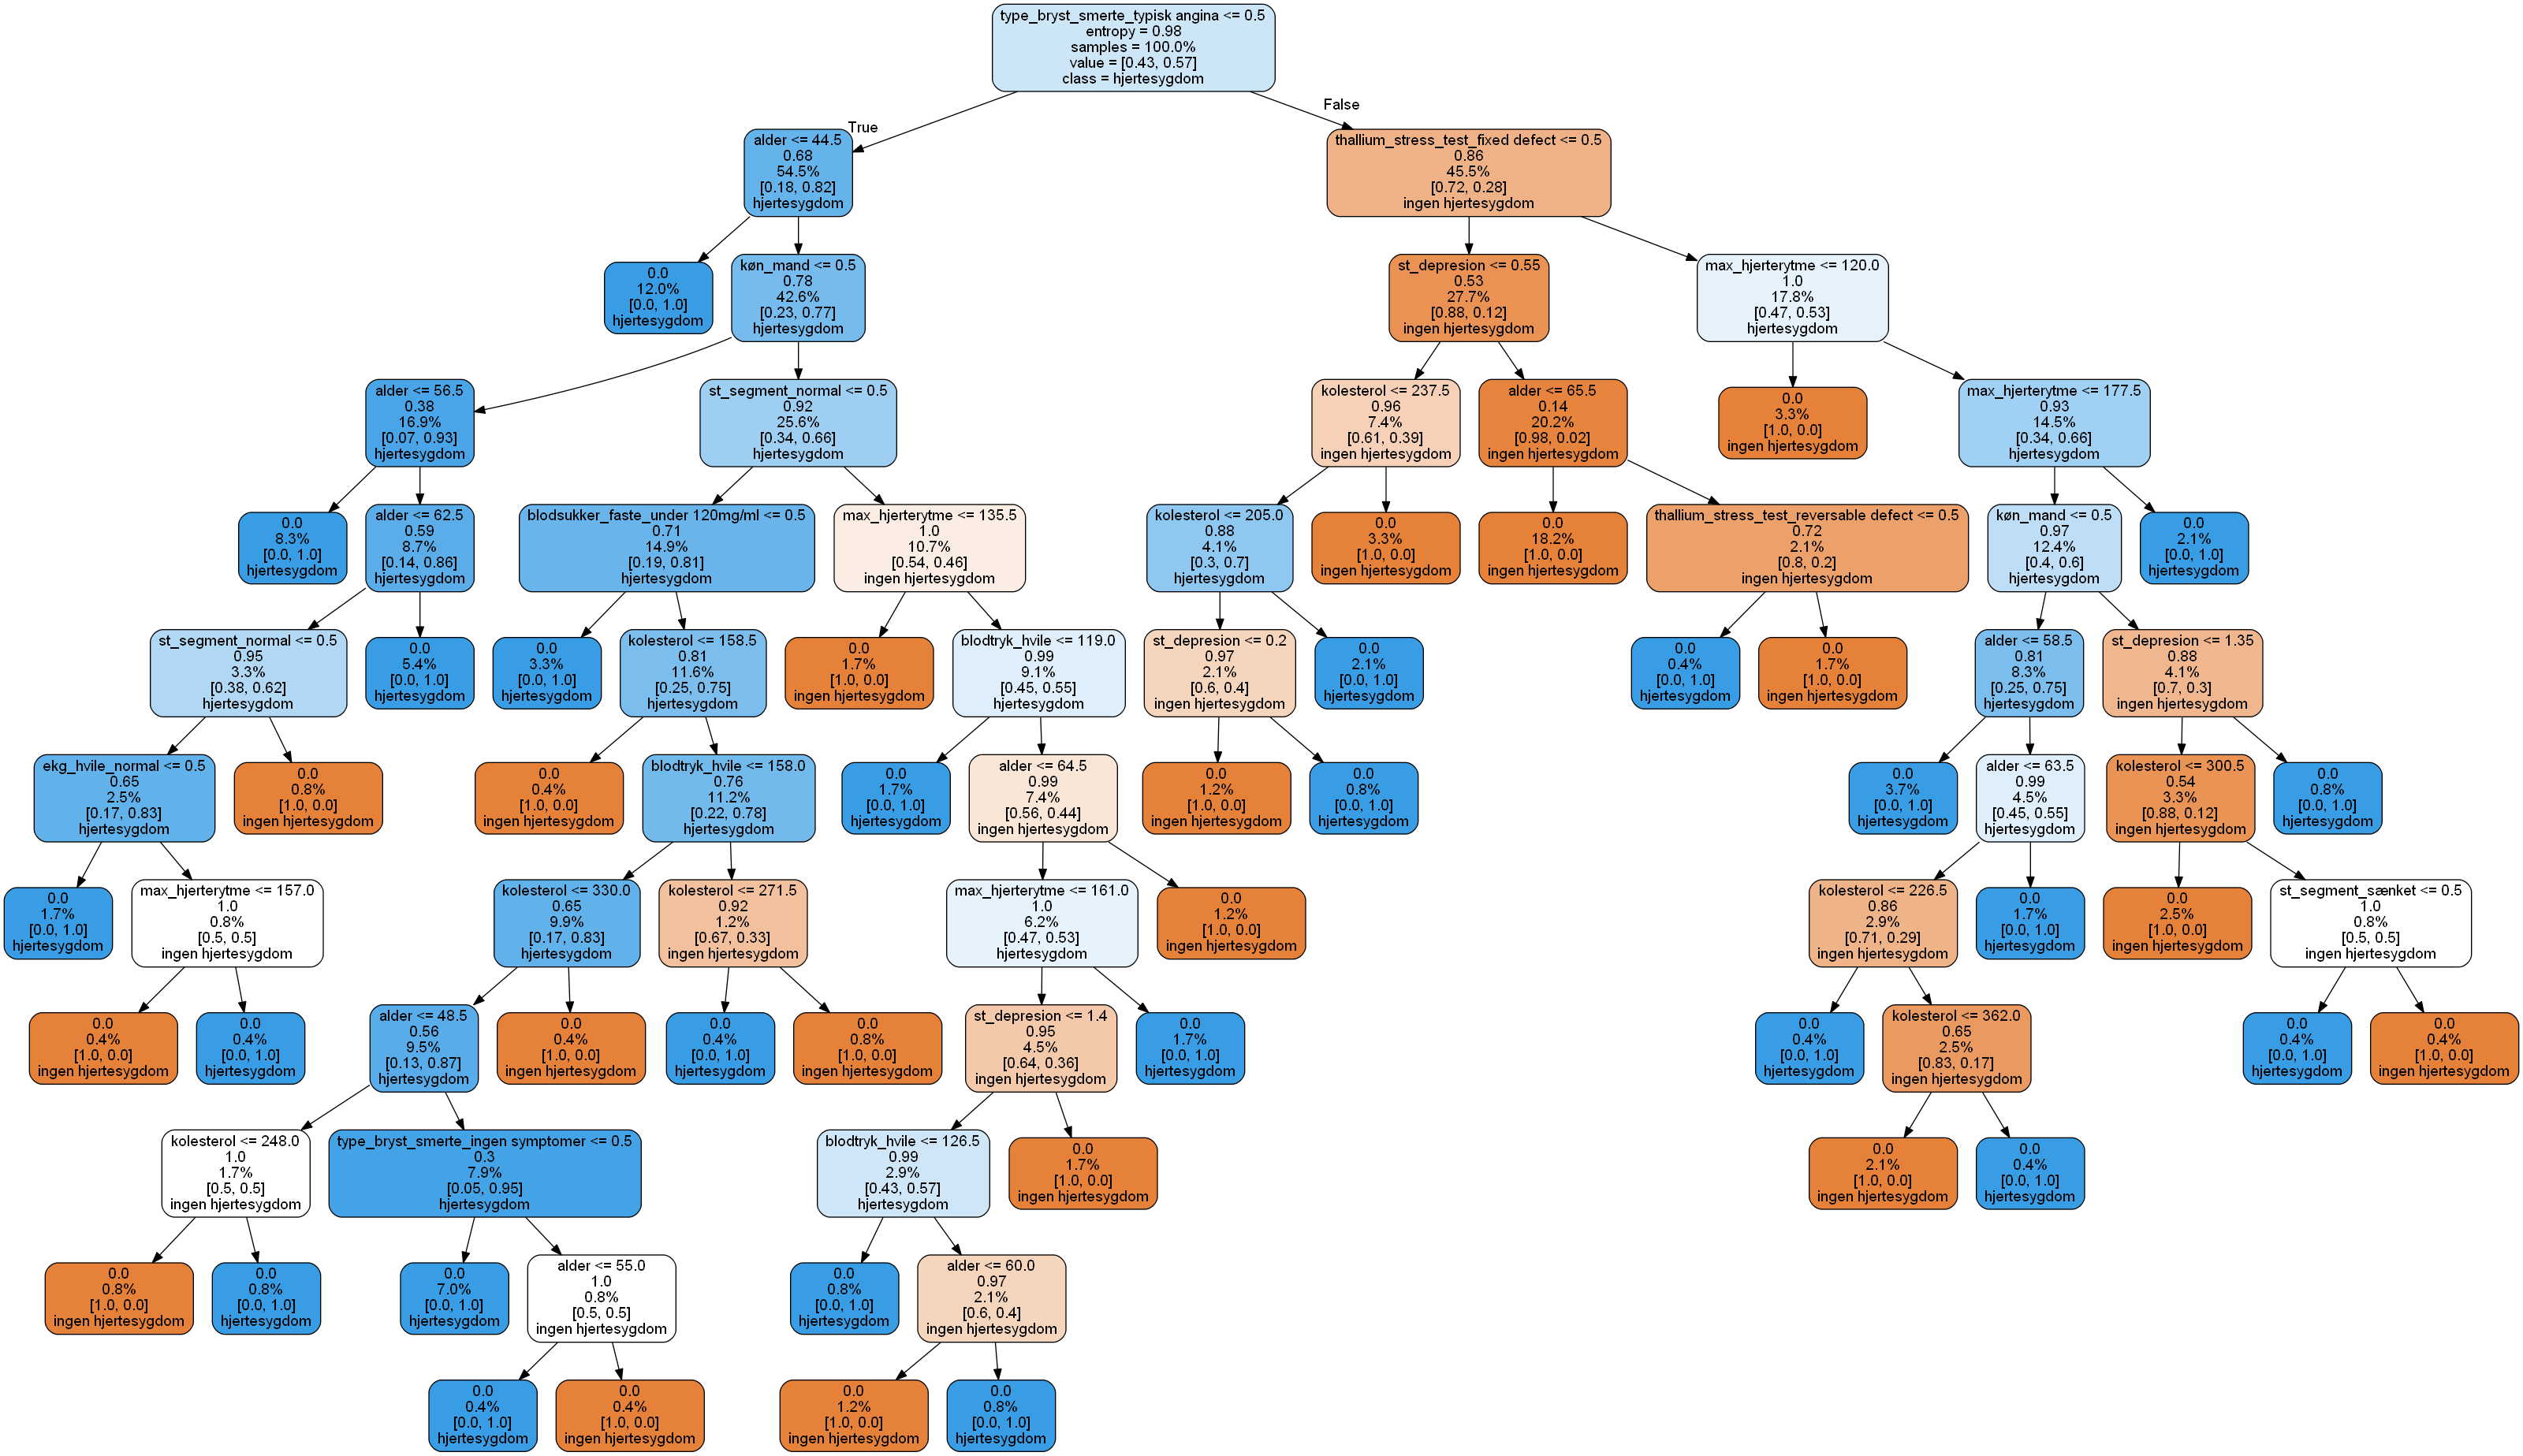 type_bryst_smerte_typisk angina <= 0.5
entropy = 0.98
samples = 100.0%
value = [0.43, 0.57]
class = hjertesygdom
True
False
alder <= 44.5
0.68
54.5%
[0.18, 0.82]
hjertesygdom
thallium_stress_test_fixed defect <= 0.5
0.86
45.5%
[0.72, 0.28]
ingen hjertesygdom
0.0
12.0%
[0.0, 1.0]
hjertesygdom
køn_mand <= 0.5
0.78
42.6%
[0.23, 0.77]
hjertesygdom
st_depresion <= 0.55
0.53
27.7%
[0.88, 0.12]
ingen hjertesygdom
max_hjerterytme <= 120.0
1.0
17.8%
[0.47, 0.53]
hjertesygdom
alder <= 56.5
0.38
16.9%
[0.07, 0.93]
hjertesygdom
st_segment_normal <= 0.5
0.92
25.6%
[0.34, 0.66]
hjertesygdom
kolesterol <= 237.5
0.96
7.4%
[0.61, 0.39]
ingen hjertesygdom
alder <= 65.5
0.14
20.2%
[0.98, 0.02]
ingen hjertesygdom
0.0
3.3%
[1.0, 0.0]
ingen hjertesygdom
max_hjerterytme <= 177.5
0.93
14.5%
[0.34, 0.66]
hjertesygdom
0.0
8.3%
[0.0, 1.0]
hjertesygdom
alder <= 62.5
0.59
8.7%
[0.14, 0.86]
hjertesygdom
blodsukker_faste_under 120mg/ml <= 0.5
0.71
14.9%
[0.19, 0.81]
hjertesygdom
max_hjerterytme <= 135.5
1.0
10.7%
[0.54, 0.46]
ingen hjertesygdom
kolesterol <= 205.0
0.88
4.1%
[0.3, 0.7]
hjertesygdom
0.0
3.3%
[1.0, 0.0]
ingen hjertesygdom
0.0
18.2%
[1.0, 0.0]
ingen hjertesygdom
thallium_stress_test_reversable defect <= 0.5
0.72
2.1%
[0.8, 0.2]
ingen hjertesygdom
køn_mand <= 0.5
0.97
12.4%
[0.4, 0.6]
hjertesygdom
0.0
2.1%
[0.0, 1.0]
hjertesygdom
st_segment_normal <= 0.5
0.95
3.3%
[0.38, 0.62]
hjertesygdom
0.0
5.4%
[0.0, 1.0]
hjertesygdom
0.0
3.3%
[0.0, 1.0]
hjertesygdom
kolesterol <= 158.5
0.81
11.6%
[0.25, 0.75]
hjertesygdom
0.0
1.7%
[1.0, 0.0]
ingen hjertesygdom
blodtryk_hvile <= 119.0
0.99
9.1%
[0.45, 0.55]
hjertesygdom
st_depresion <= 0.2
0.97
2.1%
[0.6, 0.4]
ingen hjertesygdom
0.0
2.1%
[0.0, 1.0]
hjertesygdom
0.0
0.4%
[0.0, 1.0]
hjertesygdom
0.0
1.7%
[1.0, 0.0]
ingen hjertesygdom
alder <= 58.5
0.81
8.3%
[0.25, 0.75]
hjertesygdom
st_depresion <= 1.35
0.88
4.1%
[0.7, 0.3]
ingen hjertesygdom
ekg_hvile_normal <= 0.5
0.65
2.5%
[0.17, 0.83]
hjertesygdom
0.0
0.8%
[1.0, 0.0]
ingen hjertesygdom
0.0
0.4%
[1.0, 0.0]
ingen hjertesygdom
blodtryk_hvile <= 158.0
0.76
11.2%
[0.22, 0.78]
hjertesygdom
0.0
1.7%
[0.0, 1.0]
hjertesygdom
alder <= 64.5
0.99
7.4%
[0.56, 0.44]
ingen hjertesygdom
0.0
1.2%
[1.0, 0.0]
ingen hjertesygdom
0.0
0.8%
[0.0, 1.0]
hjertesygdom
0.0
3.7%
[0.0, 1.0]
hjertesygdom
alder <= 63.5
0.99
4.5%
[0.45, 0.55]
hjertesygdom
kolesterol <= 300.5
0.54
3.3%
[0.88, 0.12]
ingen hjertesygdom
0.0
0.8%
[0.0, 1.0]
hjertesygdom
0.0
1.7%
[0.0, 1.0]
hjertesygdom
max_hjerterytme <= 157.0
1.0
0.8%
[0.5, 0.5]
ingen hjertesygdom
kolesterol <= 330.0
0.65
9.9%
[0.17, 0.83]
hjertesygdom
kolesterol <= 271.5
0.92
1.2%
[0.67, 0.33]
ingen hjertesygdom
max_hjerterytme <= 161.0
1.0
6.2%
[0.47, 0.53]
hjertesygdom
0.0
1.2%
[1.0, 0.0]
ingen hjertesygdom
kolesterol <= 226.5
0.86
2.9%
[0.71, 0.29]
ingen hjertesygdom
0.0
1.7%
[0.0, 1.0]
hjertesygdom
0.0
2.5%
[1.0, 0.0]
ingen hjertesygdom
st_segment_sænket <= 0.5
1.0
0.8%
[0.5, 0.5]
ingen hjertesygdom
0.0
0.4%
[1.0, 0.0]
ingen hjertesygdom
0.0
0.4%
[0.0, 1.0]
hjertesygdom
alder <= 48.5
0.56
9.5%
[0.13, 0.87]
hjertesygdom
0.0
0.4%
[1.0, 0.0]
ingen hjertesygdom
0.0
0.4%
[0.0, 1.0]
hjertesygdom
0.0
0.8%
[1.0, 0.0]
ingen hjertesygdom
st_depresion <= 1.4
0.95
4.5%
[0.64, 0.36]
ingen hjertesygdom
0.0
1.7%
[0.0, 1.0]
hjertesygdom
0.0
0.4%
[0.0, 1.0]
hjertesygdom
kolesterol <= 362.0
0.65
2.5%
[0.83, 0.17]
ingen hjertesygdom
0.0
0.4%
[0.0, 1.0]
hjertesygdom
0.0
0.4%
[1.0, 0.0]
ingen hjertesygdom
kolesterol <= 248.0
1.0
1.7%
[0.5, 0.5]
ingen hjertesygdom
type_bryst_smerte_ingen symptomer <= 0.5
0.3
7.9%
[0.05, 0.95]
hjertesygdom
blodtryk_hvile <= 126.5
0.99
2.9%
[0.43, 0.57]
hjertesygdom
0.0
1.7%
[1.0, 0.0]
ingen hjertesygdom
0.0
2.1%
[1.0, 0.0]
ingen hjertesygdom
0.0
0.4%
[0.0, 1.0]
hjertesygdom
0.0
0.8%
[1.0, 0.0]
ingen hjertesygdom
0.0
0.8%
[0.0, 1.0]
hjertesygdom
0.0
7.0%
[0.0, 1.0]
hjertesygdom
alder <= 55.0
1.0
0.8%
[0.5, 0.5]
ingen hjertesygdom
0.0
0.8%
[0.0, 1.0]
hjertesygdom
alder <= 60.0
0.97
2.1%
[0.6, 0.4]
ingen hjertesygdom
0.0
0.4%
[0.0, 1.0]
hjertesygdom
0.0
0.4%
[1.0, 0.0]
ingen hjertesygdom
0.0
1.2%
[1.0, 0.0]
ingen hjertesygdom
0.0
0.8%
[0.0, 1.0]
hjertesygdom